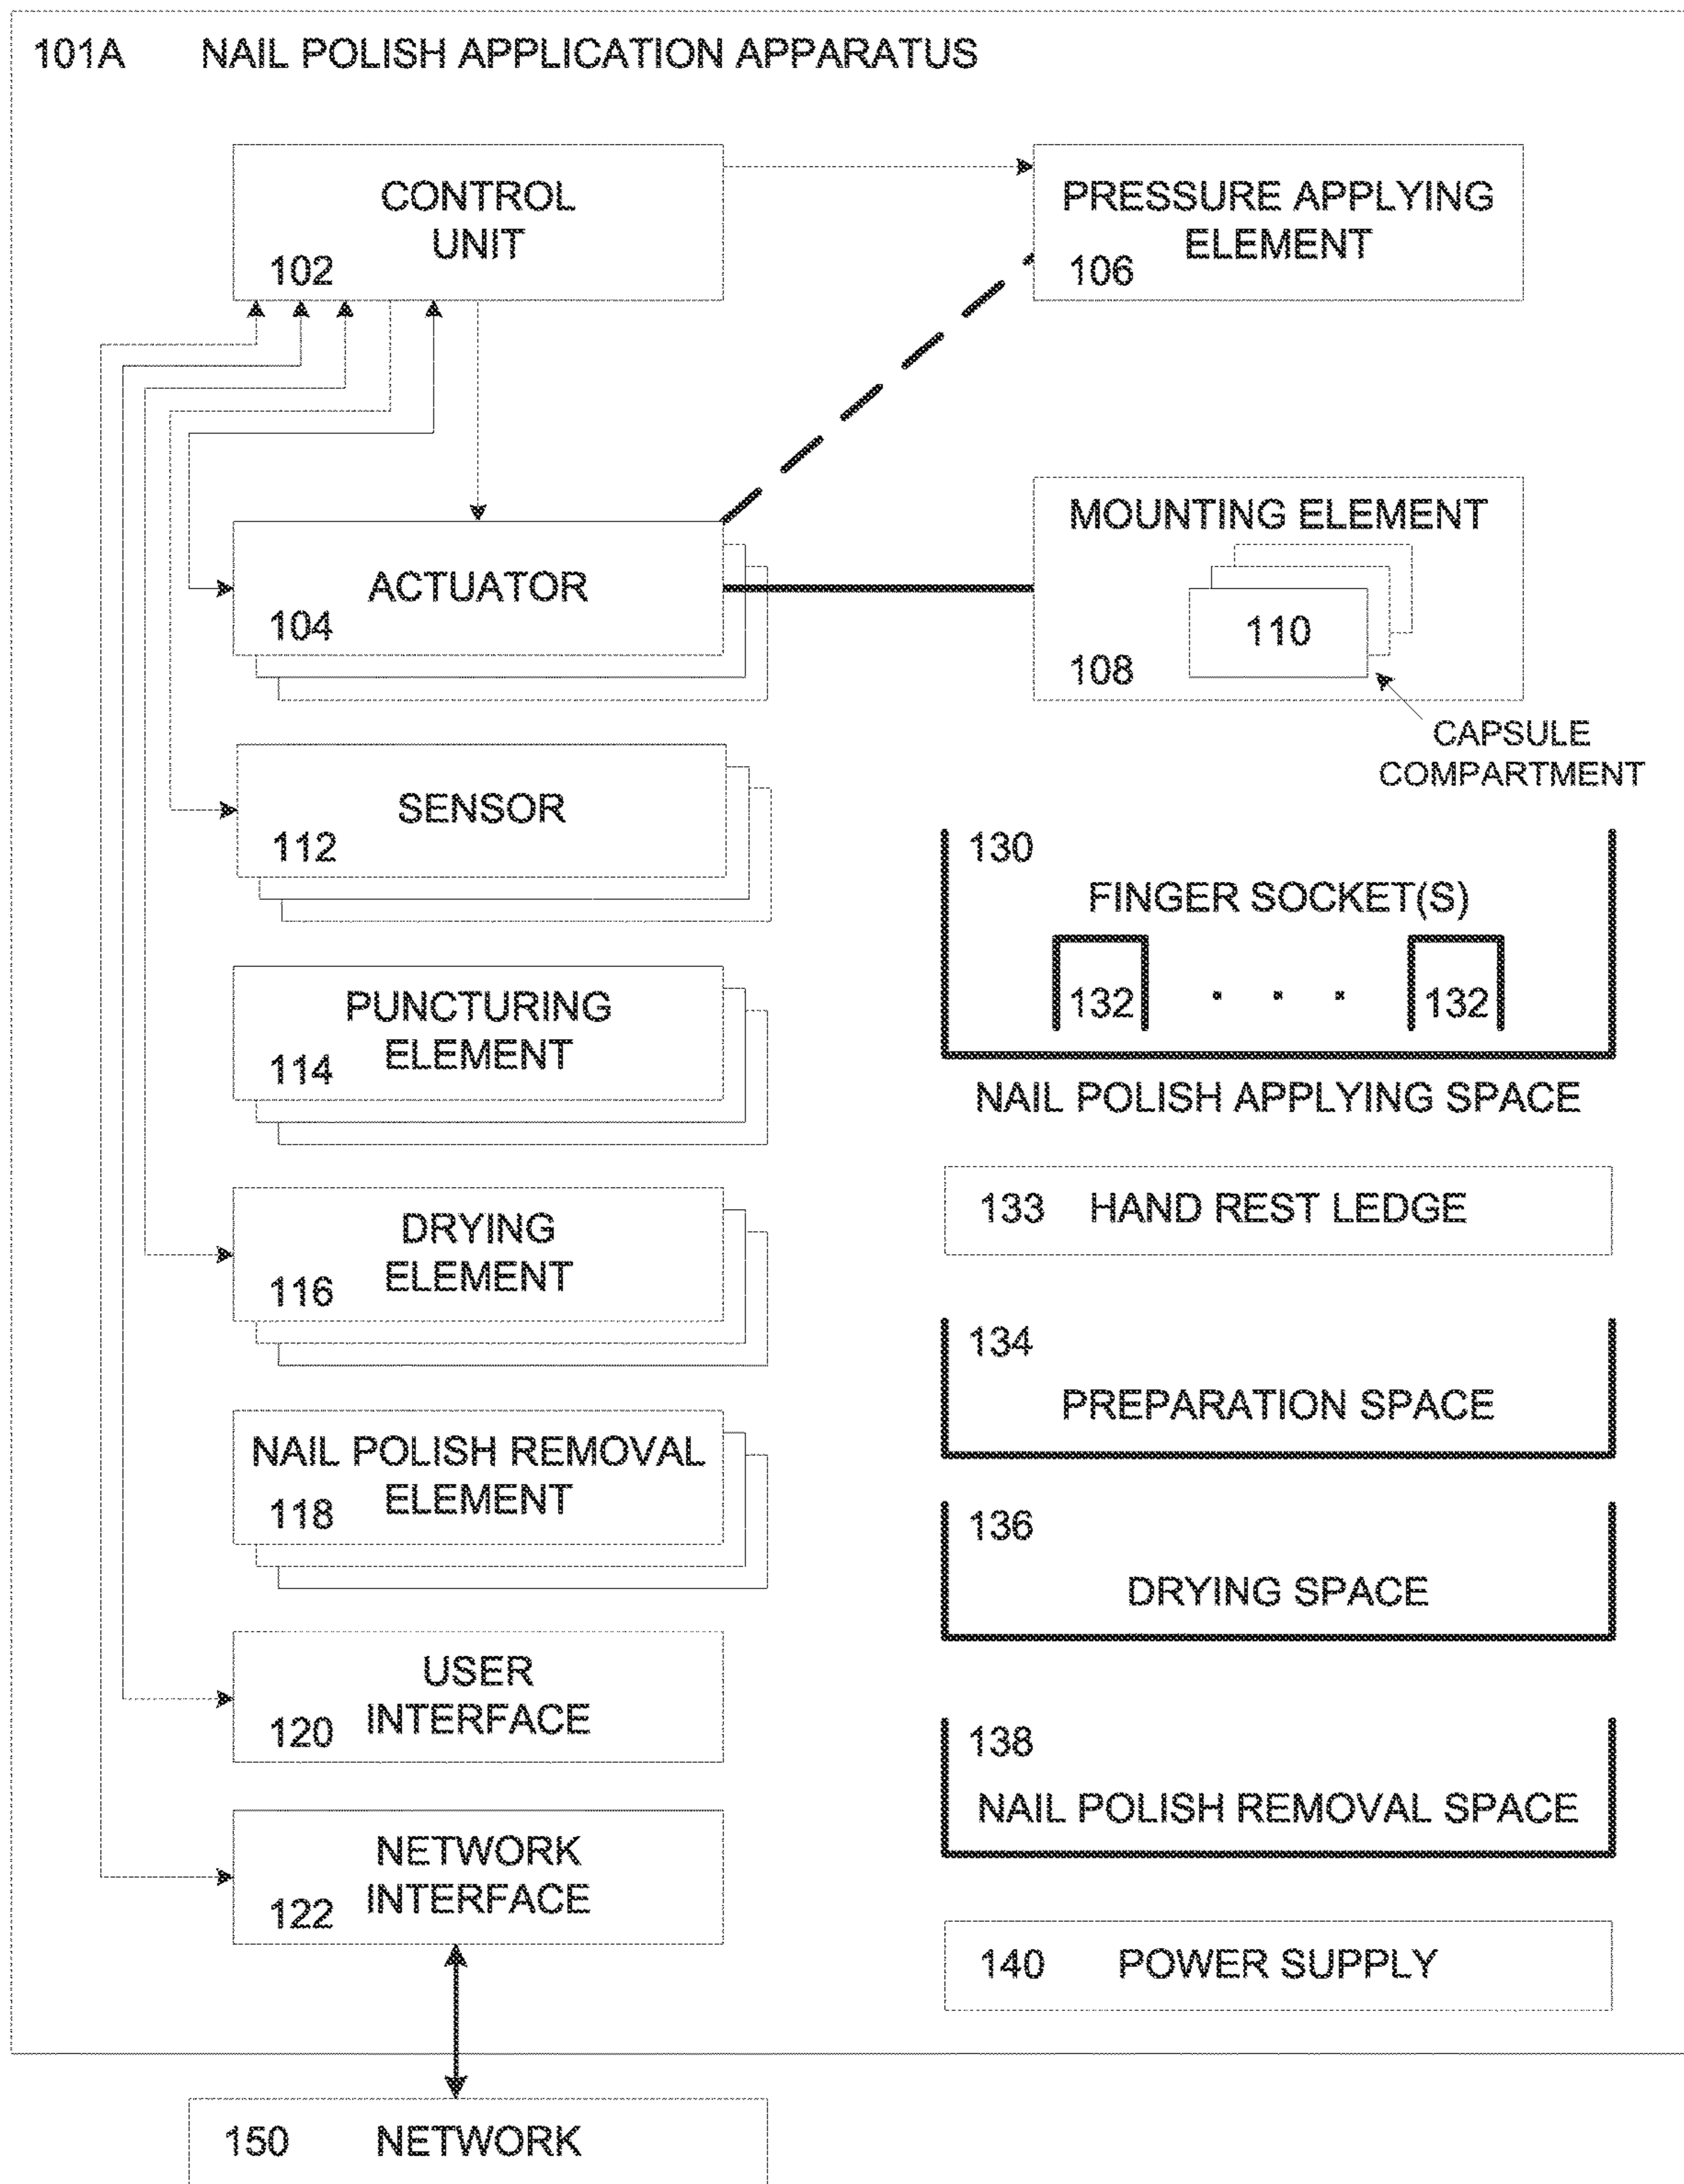 101A NAIL POLISH APPLICATION APPARATUS
CONTROL
UNIT
102
PRESSURE APPLYING
ELEMENT
106
ACTUATOR
104
MOUNTING ELEMENT
110
108
CAPSULE
COMPARTMENT
SENSOR
112
130
FINGER SOCKET(S)
132 . . . 132
NAIL POLISH APPLYING SPACE
PUNCTURING
ELEMENT
114
133 HAND REST LEDGE
DRYING
ELEMENT
116
134
PREPARATION SPACE
NAIL POLISH REMOVAL
ELEMENT
118
136
DRYING SPACE
USER
INTERFACE
120
138
NAIL POLISH REMOVAL SPACE
NETWORK
INTERFACE
122
140 POWER SUPPLY
150 NETWORK